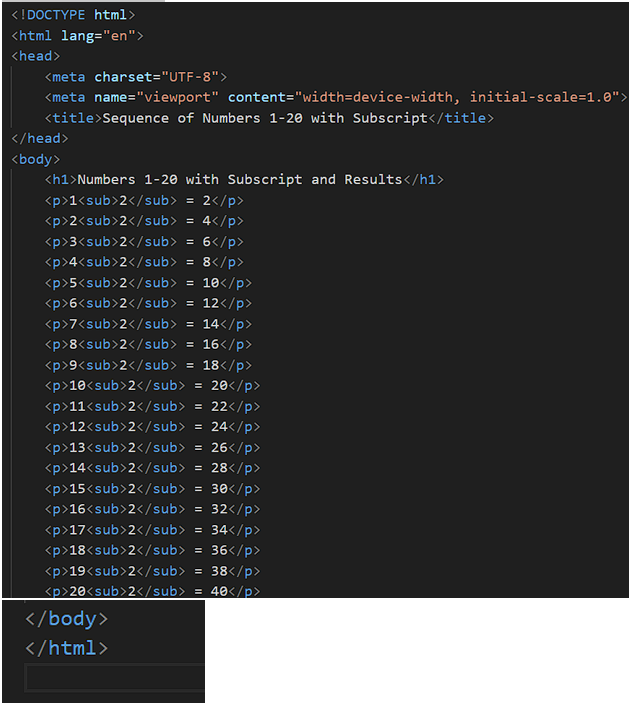 <!DOCTYPE html>
<html lang="en">
<head>
    <meta charset="UTF-8">
    <meta name="viewport" content="width=device-width, initial-scale=1.0">
    <title>Sequence of Numbers 1-20 with Subscript</title>
</head>
<body>
    <h1>Numbers 1-20 with Subscript and Results</h1>
    <p>1<sub>2</sub> = 2</p>
    <p>2<sub>2</sub> = 4</p>
    <p>3<sub>2</sub> = 6</p>
    <p>4<sub>2</sub> = 8</p>
    <p>5<sub>2</sub> = 10</p>
    <p>6<sub>2</sub> = 12</p>
    <p>7<sub>2</sub> = 14</p>
    <p>8<sub>2</sub> = 16</p>
    <p>9<sub>2</sub> = 18</p>
    <p>10<sub>2</sub> = 20</p>
    <p>11<sub>2</sub> = 22</p>
    <p>12<sub>2</sub> = 24</p>
    <p>13<sub>2</sub> = 26</p>
    <p>14<sub>2</sub> = 28</p>
    <p>15<sub>2</sub> = 30</p>
    <p>16<sub>2</sub> = 32</p>
    <p>17<sub>2</sub> = 34</p>
    <p>18<sub>2</sub> = 36</p>
    <p>19<sub>2</sub> = 38</p>
    <p>20<sub>2</sub> = 40</p>
</body>
</html>